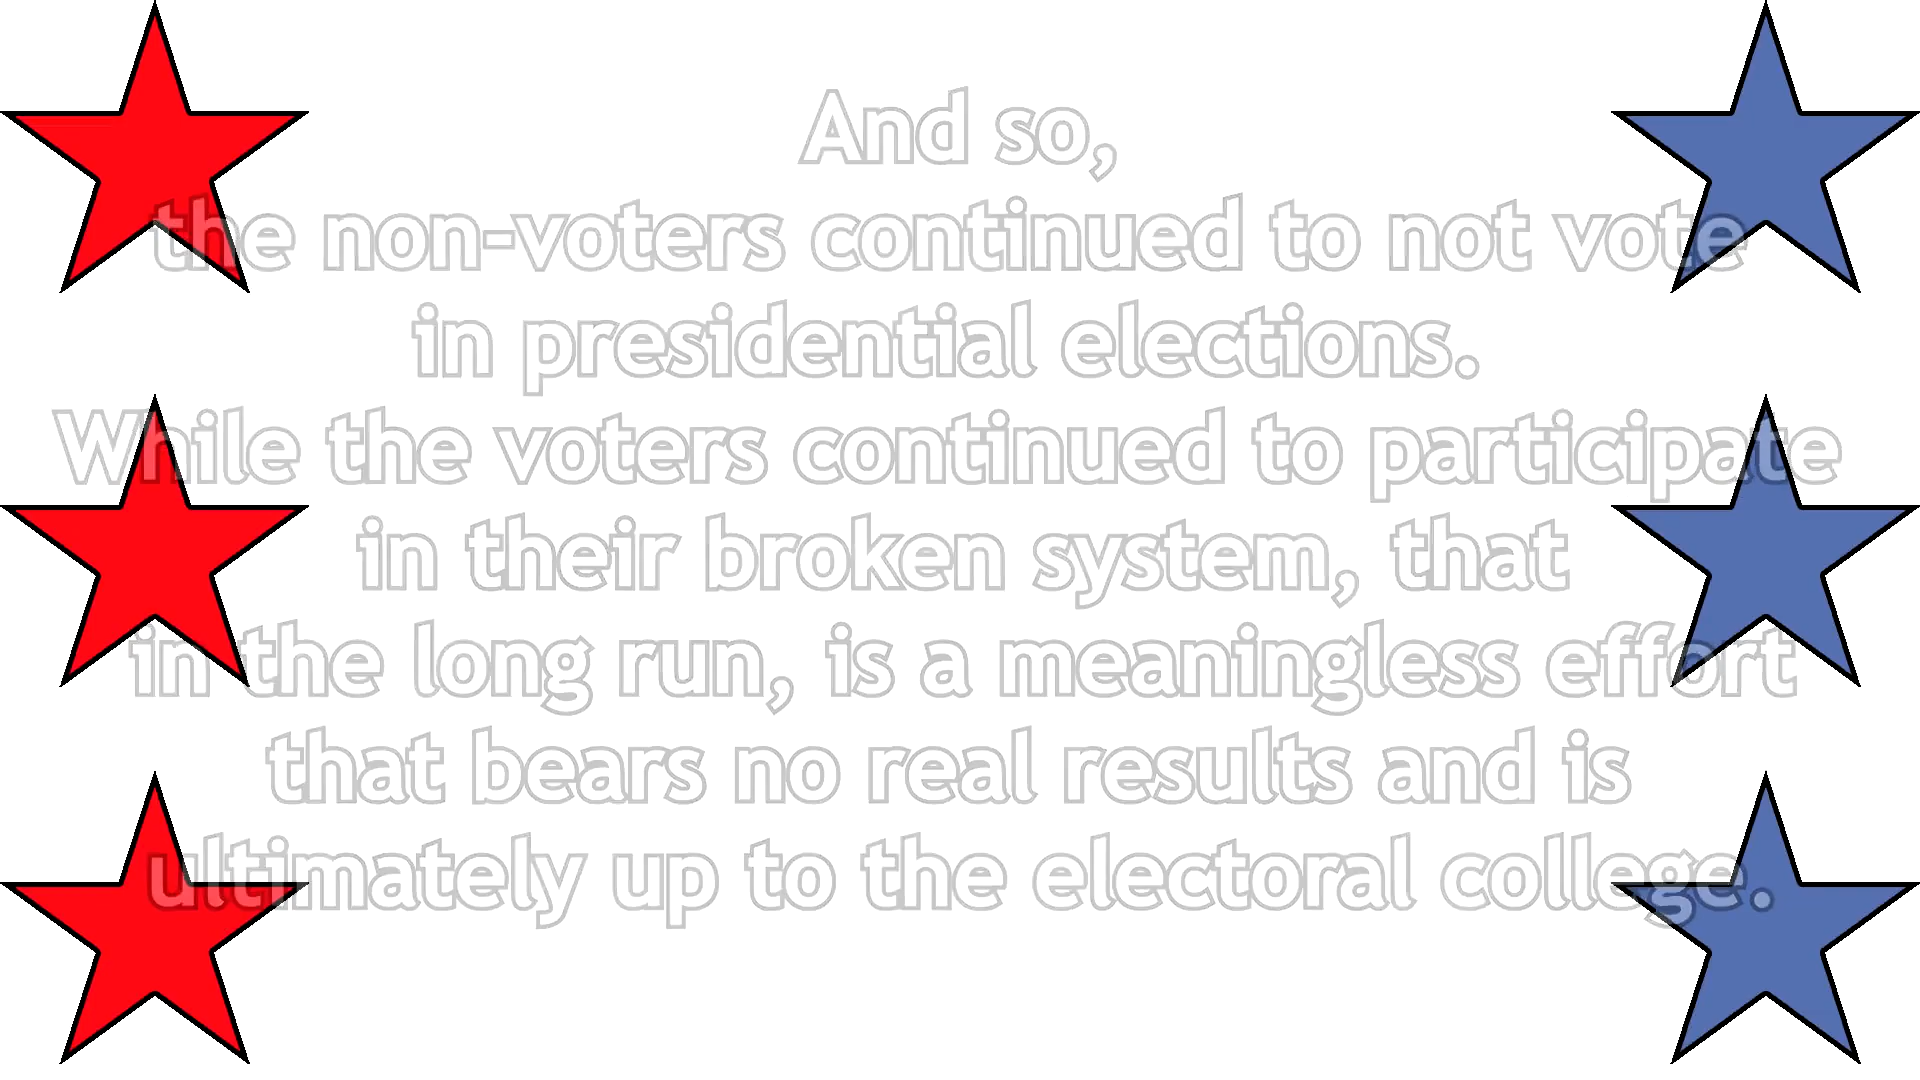 And so,
the non-voters continued to not vote
in presidential elections.
While the voters continued to participate
in their broken system, that
in the long run, is a meaningless effort
that bears no real results and is
ultimately up to the electoral college.